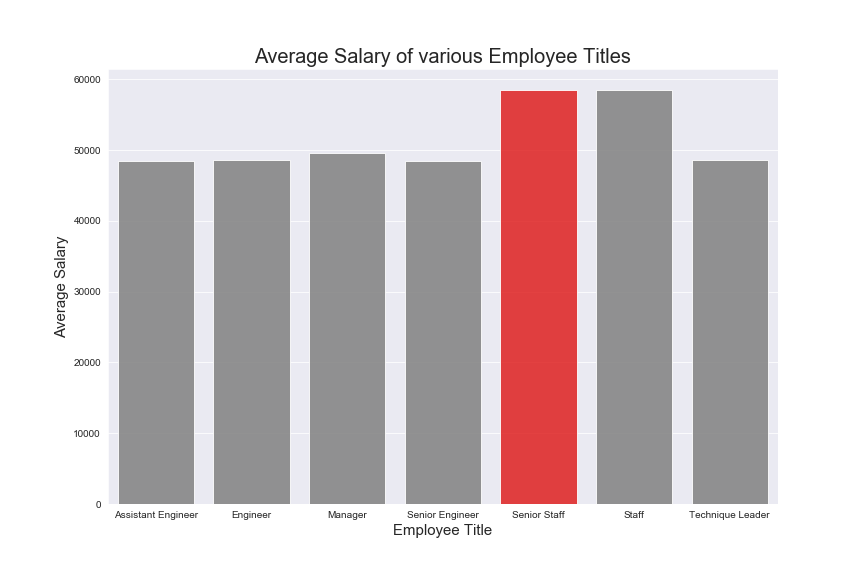 Average Salary of various Employee Titles
60000
50000
40000
30000
20000
10000
0
Average Salary
Assistant Engineer Engineer Manager Senior Engineer Senior Staff Staff Technique Leader
Employee Title